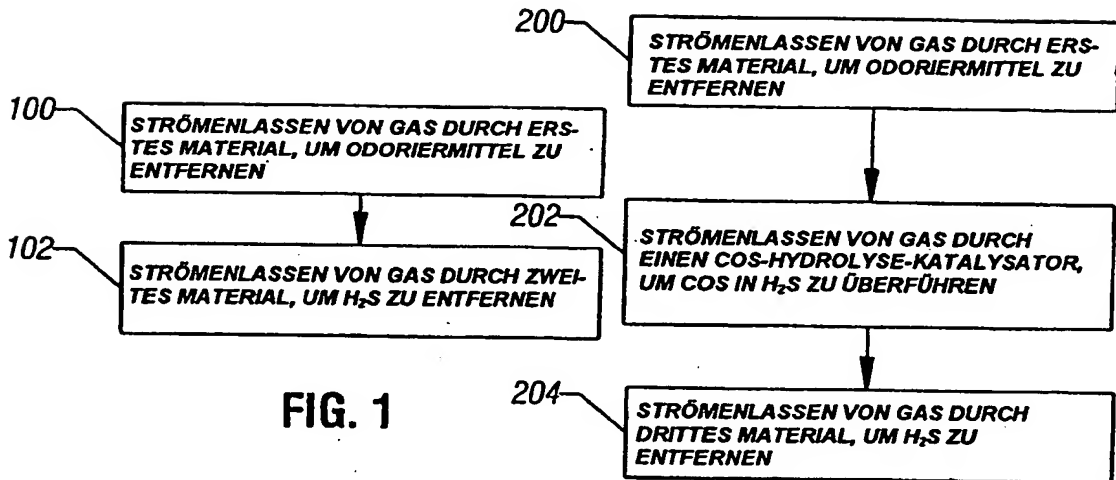 100
STRÖMENLASSEN VON GAS DURCH ERS-
TES MATERIAL, UM ODORIERMITTEL ZU
ENTFERNEN
102
STRÖMENLASSEN VON GAS DURCH ZWEI-
TES MATERIAL, UM H₂S ZU ENTFERNEN
FIG. 1
200
STRÖMENLASSEN VON GAS DURCH ERS-
TES MATERIAL, UM ODORIERMITTEL ZU
ENTFERNEN
202
STRÖMENLASSEN VON GAS DURCH
EINEN COS-HYDROLYSE-KATALYSATOR,
UM COS IN H₂S ZU ÜBERFÜHREN
204
STRÖMENLASSEN VON GAS DURCH
DRITTES MATERIAL, UM H₂S ZU
ENTFERNEN